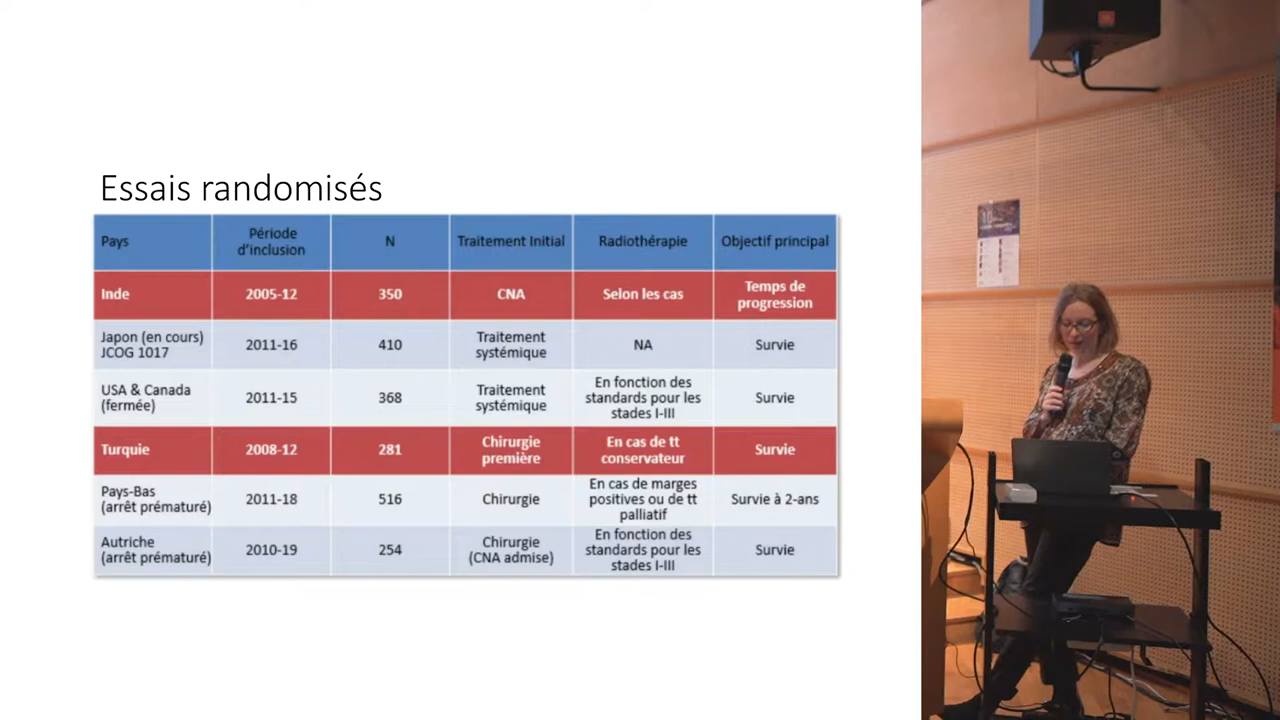 Essais randomisés
Pays
Période
d'inclusion
N
Traitement Initial
Radiothérapie
Objectif principal
Inde
2005-12
350
CNA
Selon les cas
Temps de
progression
Japon (en cours)
JCOG 1017
2011-16
410
Traitement
systémique
NA
Survie
USA & Canada
(fermée)
2011-15
368
Traitement
systémique
En fonction des
standards pour les
stades I-III
Survie
Turquie
2008-12
281
Chirurgie
première
En cas de tt
conservateur
Survie
Pays-Bas
(arrêt prématuré)
2011-18
516
Chirurgie
En cas de marges
positives ou de tt
palliatif
Survie à 2-ans
Autriche
(arrêt prématuré)
2010-19
254
Chirurgie
(CNA admise)
En fonction des
standards pour les
stades I-III
Survie